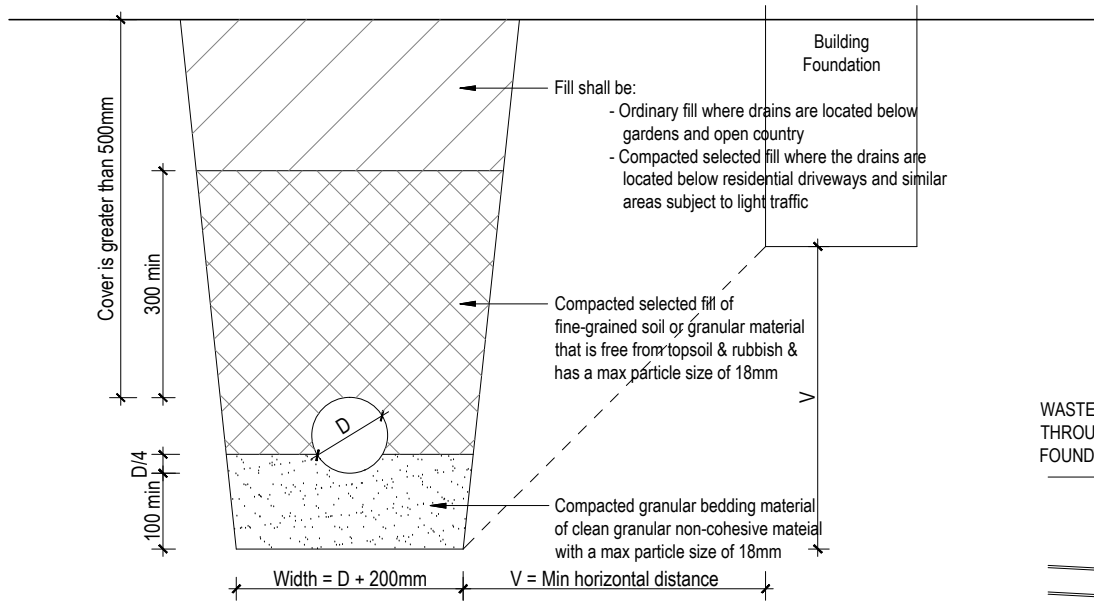 Building
Foundation
Fill shall be:
- Ordinary fill where drains are located below
gardens and open country
- Compacted selected fill where the drains are
located below residential driveways and similar
areas subject to light traffic
Cover is greater than 500mm
300 min
Compacted selected fill of
fine-grained soil or granular material
that is free from topsoil & rubbish &
has a max particle size of 18mm
V
D
D/4
100 min
Compacted granular bedding material
of clean granular non-cohesive mateial
with a max particle size of 18mm
Width = D + 200mm
V = Min horizontal distance
WASTE
THROU
FOUND